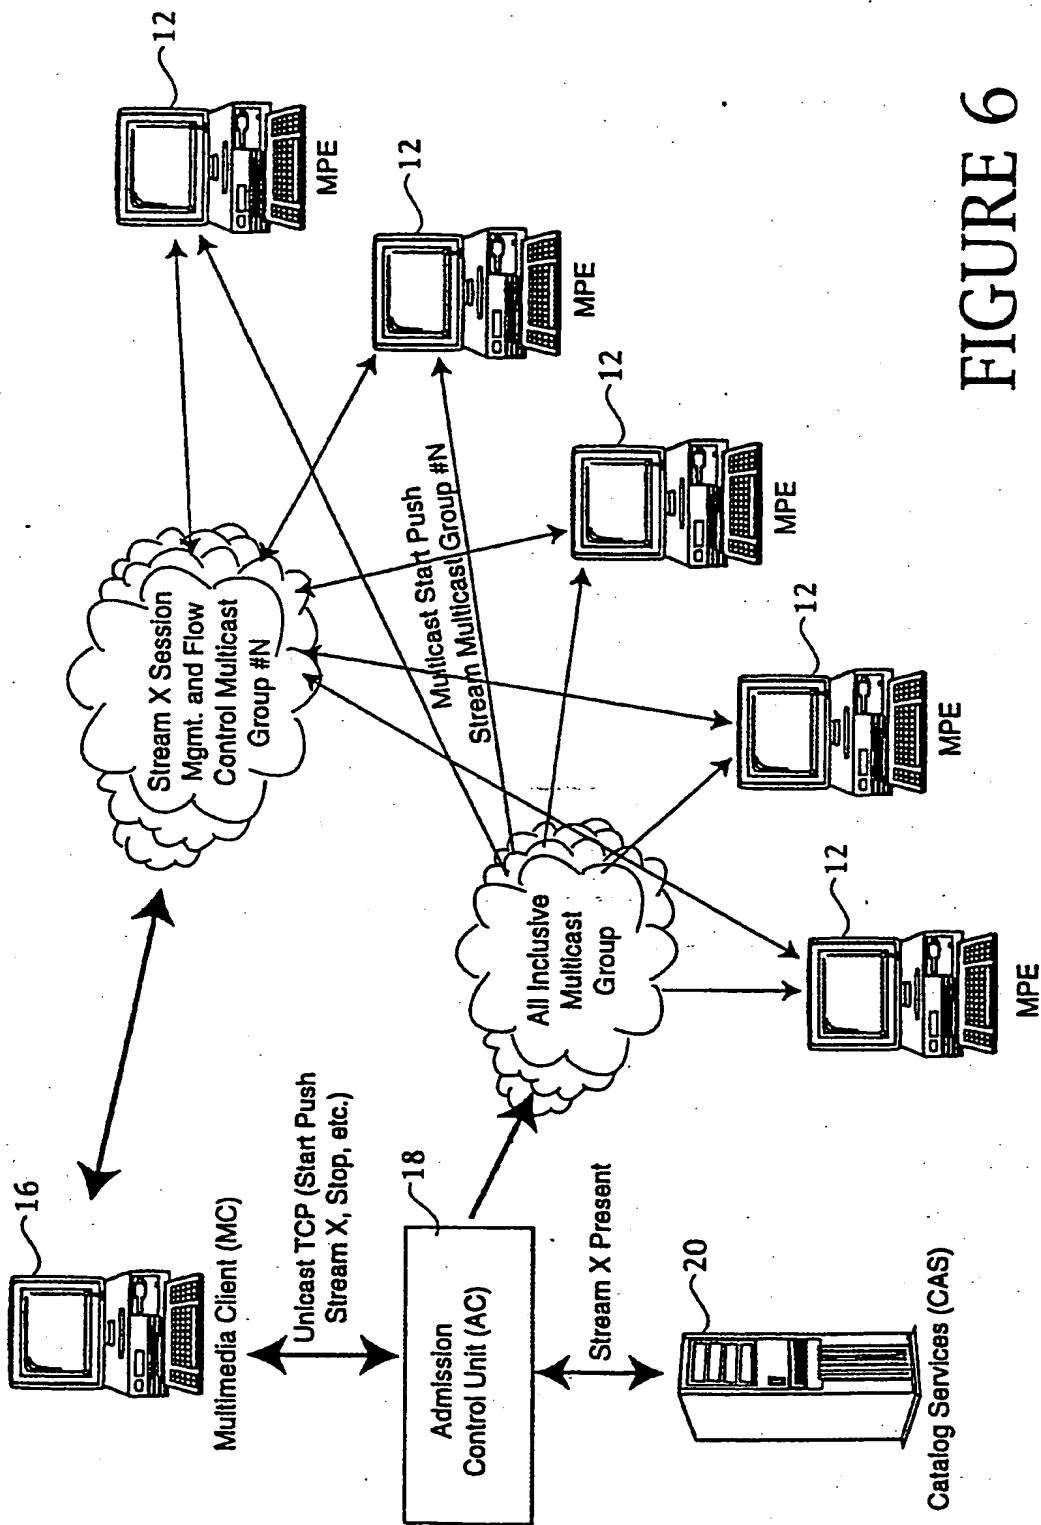 16
Multimedia Client (MC)
Unicast TCP (Start Push
Stream X, Stop, etc.)
18
Admission
Control Unit (AC)
Stream X Present
20
Catalog Services (CAS)
Stream X Session
Mgmt. and Flow
Control Multicast
Group #N
All Inclusive
Multicast
Group
Multicast Start Push
Stream Multicast Group #N
12
MPE
12
MPE
12
MPE
12
MPE
12
MPE
FIGURE 6